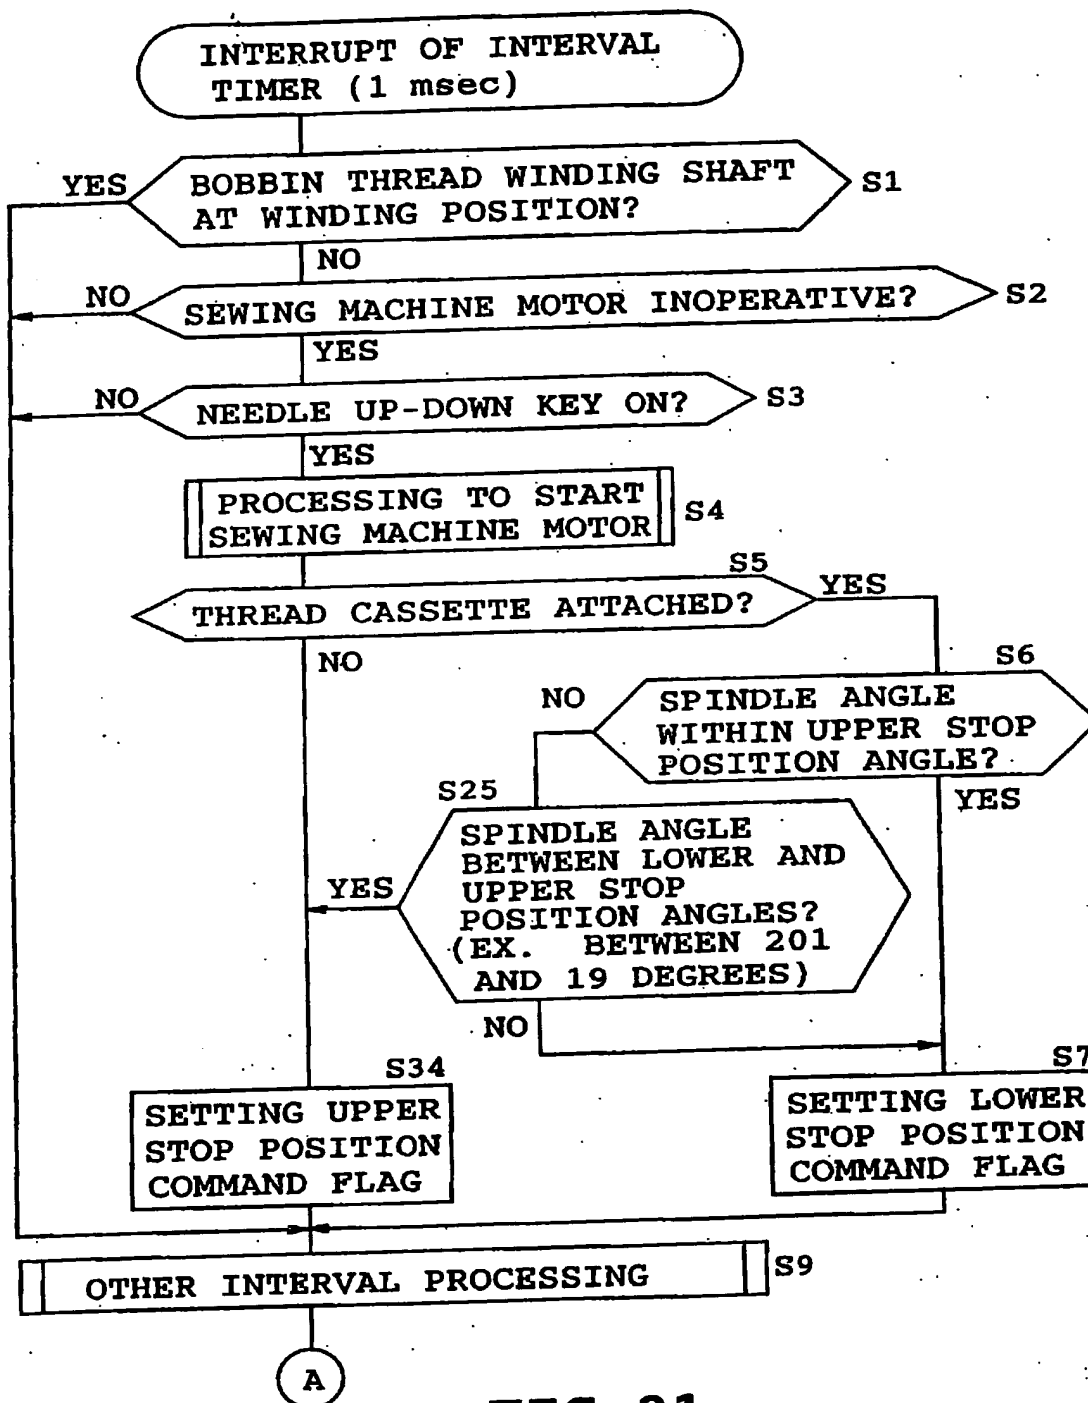 INTERRUPT OF INTERVAL
TIMER (1 msec)
YES
BOBBIN THREAD WINDING SHAFT
AT WINDING POSITION?
S1
NO
NO
SEWING MACHINE MOTOR INOPERATIVE?
S2
YES
NO
NEEDLE UP-DOWN KEY ON?
S3
YES
PROCESSING TO START
SEWING MACHINE MOTOR
S4
S5
THREAD CASSETTE ATTACHED?
YES
NO
S6
NO
SPINDLE ANGLE
WITHIN UPPER STOP
POSITION ANGLE?
YES
S25
SPINDLE ANGLE
BETWEEN LOWER AND
UPPER STOP
POSITION ANGLES?
(EX. BETWEEN 201
AND 19 DEGREES)
YES
NO
S34
SETTING UPPER
STOP POSITION
COMMAND FLAG
S7
SETTING LOWER
STOP POSITION
COMMAND FLAG
OTHER INTERVAL PROCESSING
S9
A